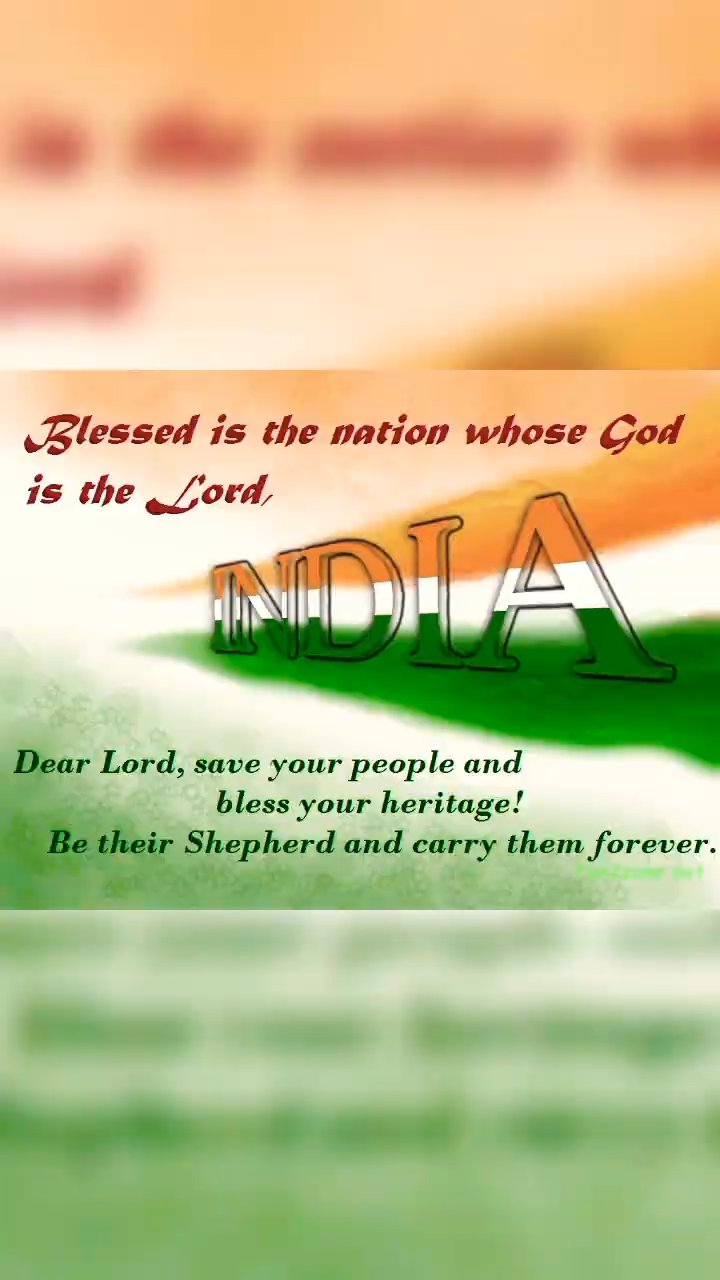 Blessed is the nation whose God
is the Lord,
INDIA
Dear Lord, save your people and
bless your heritage!
Be their Shepherd and carry them forever.